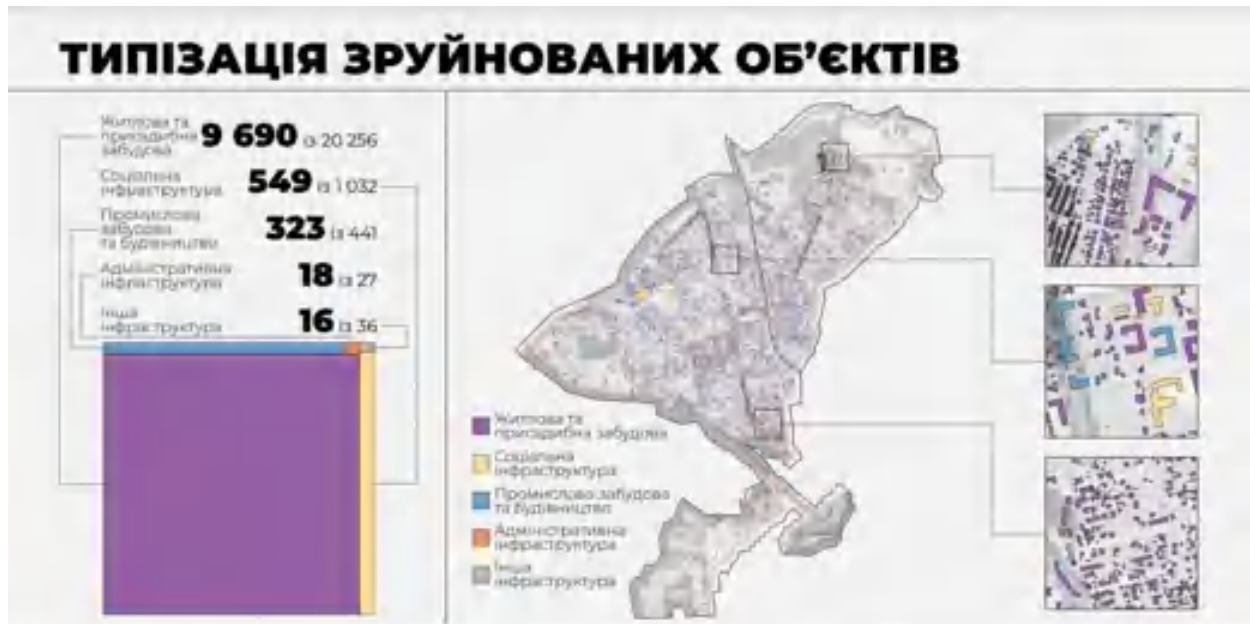 ТИПІЗАЦІЯ ЗРУЙНОВАНИХ ОБ’ЄКТІВ
Житлова та
присадибна
забудова
9 690 із 20 256
Соціальна
інфраструктура
549 із 1 032
Промислова
забудова
та будівництво
323 із 441
Адміністративна
інфраструктура
18 із 27
Інша
інфраструктура
16 із 36
Житлова та
присадибна забудова
Соціальна
інфраструктура
Промислова забудова
та будівництво
Адміністративна
інфраструктура
Інша
інфраструктура